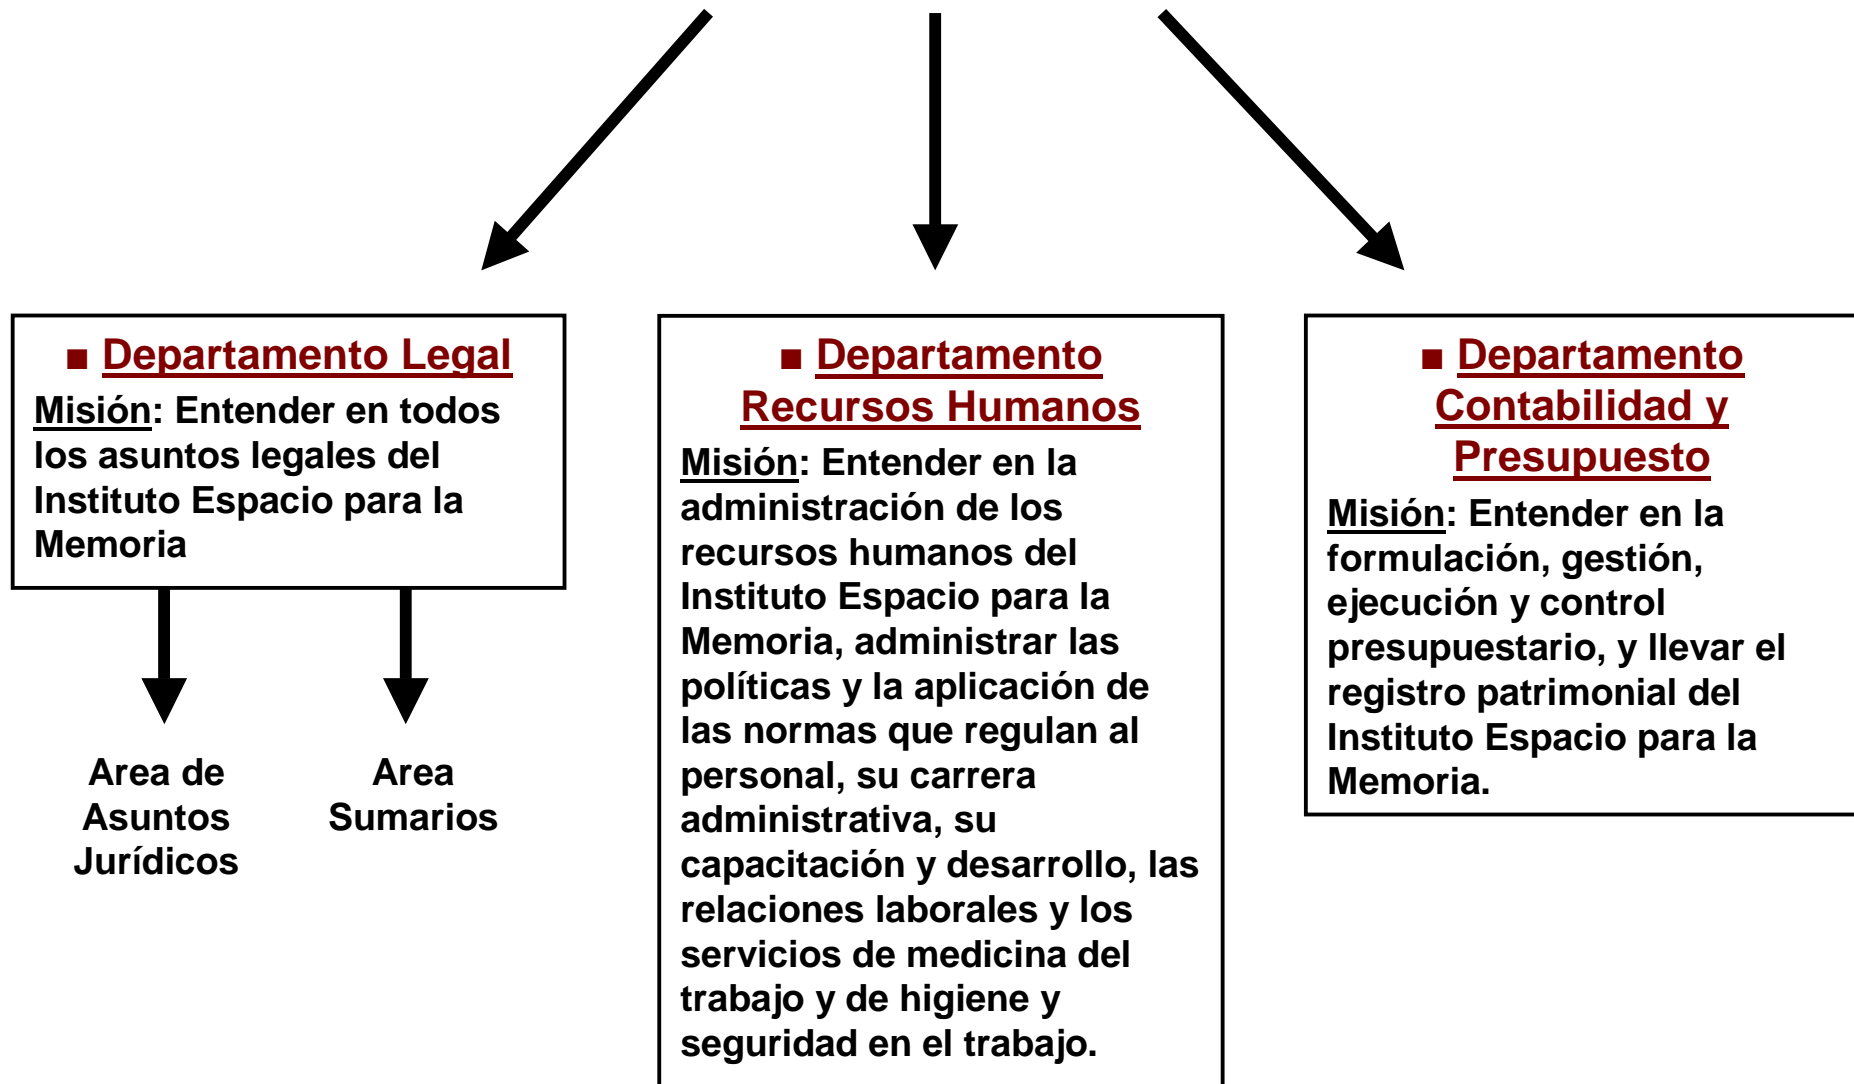 ■ Departamento Legal
Misión: Entender en todos
los asuntos legales del
Instituto Espacio para la
Memoria
Area de
Asuntos
Jurídicos
Area
Sumarios
■ Departamento
Recursos Humanos
Misión: Entender en la
administración de los
recursos humanos del
Instituto Espacio para la
Memoria, administrar las
políticas y la aplicación de
las normas que regulan al
personal, su carrera
administrativa, su
capacitación y desarrollo, las
relaciones laborales y los
servicios de medicina del
trabajo y de higiene y
seguridad en el trabajo.
■ Departamento
Contabilidad y
Presupuesto
Misión: Entender en la
formulación, gestión,
ejecución y control
presupuestario, y llevar el
registro patrimonial del
Instituto Espacio para la
Memoria.